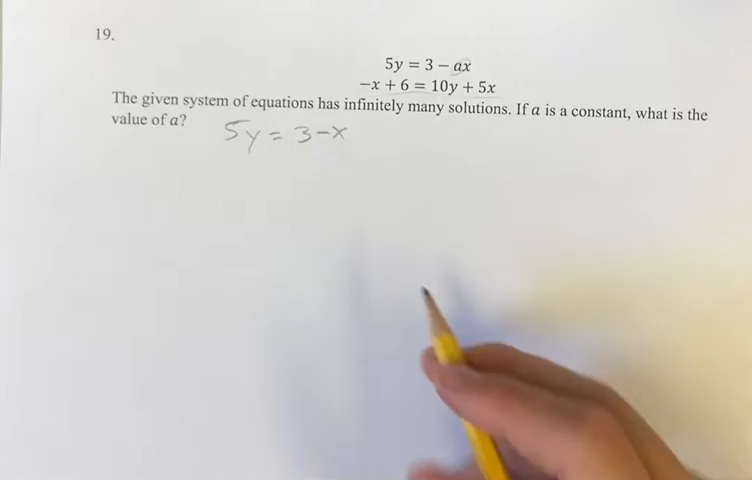 19.
5y = 3 − ax
−x + 6 = 10y + 5x
The given system of equations has infinitely many solutions. If a is a constant, what is the
value of a?
5y = 3-x